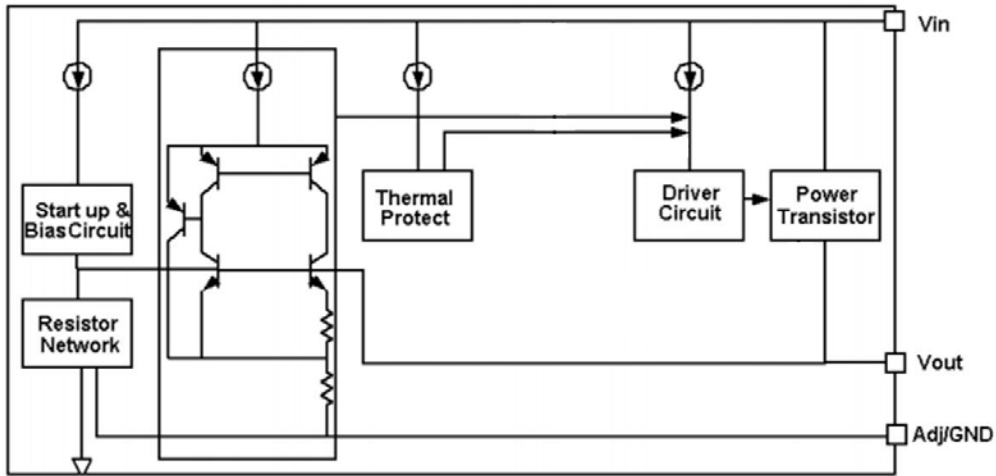 Vin
Start up &
Bias Circuit
Thermal
Protect
Driver
Circuit
Power
Transistor
Resistor
Network
Vout
Adj/GND